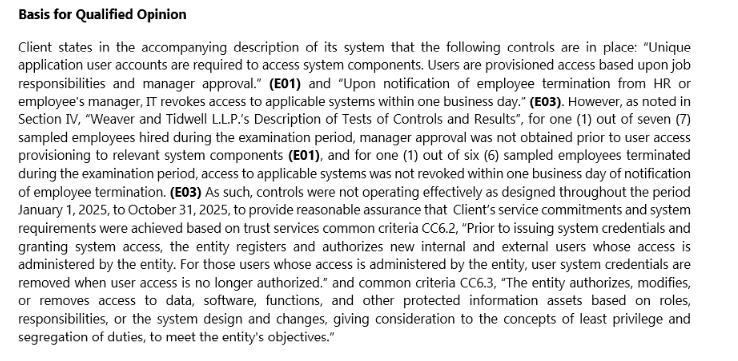 Basis for Qualified Opinion
Client states in the accompanying description of its system that the following controls are in place: “Unique
application user accounts are required to access system components. Users are provisioned access based upon job
responsibilities and manager approval.” (E01) and “Upon notification of employee termination from HR or
employee’s manager, IT revokes access to applicable systems within one business day.” (E03). However, as noted in
Section IV, “Weaver and Tidwell L.L.P.’s Description of Tests of Controls and Results”, for one (1) out of seven (7)
sampled employees hired during the examination period, manager approval was not obtained prior to user access
provisioning to relevant system components (E01), and for one (1) out of six (6) sampled employees terminated
during the examination period, access to applicable systems was not revoked within one business day of notification
of employee termination. (E03) As such, controls were not operating effectively as designed throughout the period
January 1, 2025, to October 31, 2025, to provide reasonable assurance that Client’s service commitments and system
requirements were achieved based on trust services common criteria CC6.2, “Prior to issuing system credentials and
granting system access, the entity registers and authorizes new internal and external users whose access is
administered by the entity. For those users whose access is administered by the entity, user system credentials are
removed when user access is no longer authorized.” and common criteria CC6.3, “The entity authorizes, modifies,
or removes access to data, software, functions, and other protected information assets based on roles,
responsibilities, or the system design and changes, giving consideration to the concepts of least privilege and
segregation of duties, to meet the entity’s objectives.”